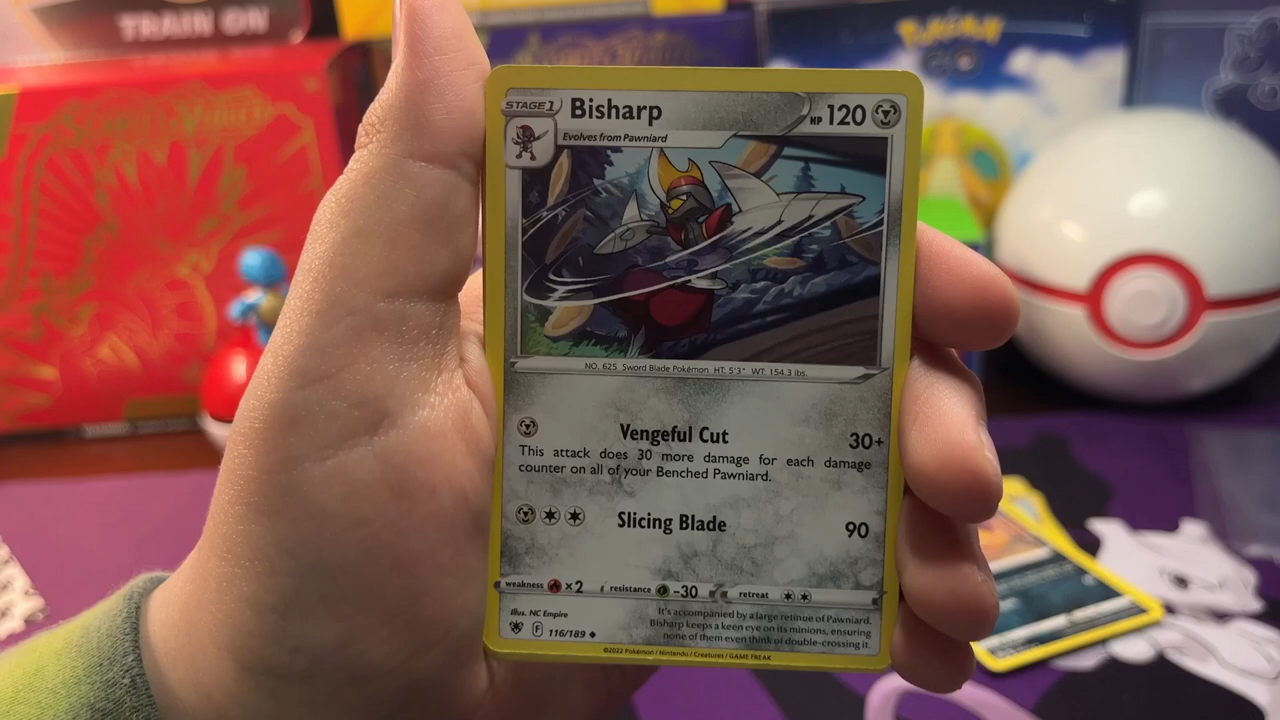 TRAIN ON
POKÉMON
GO
STAGE1
Bisharp
HP 120
Evolves from Pawniard
NO. 625 Sword Blade Pokémon HT: 5'3" WT: 154.3 lbs.
Vengeful Cut 30+
This attack does 30 more damage for each damage
counter on all of your Benched Pawniard.
Slicing Blade 90
weakness ×2 resistance -30 retreat
Illus. NC Empire
F 116/189
It's accompanied by a large retinue of Pawniard.
Bisharp keeps a keen eye on its minions, ensuring
none of them even think of double-crossing it.
©2022 Pokémon / Nintendo / Creatures / GAME FREAK